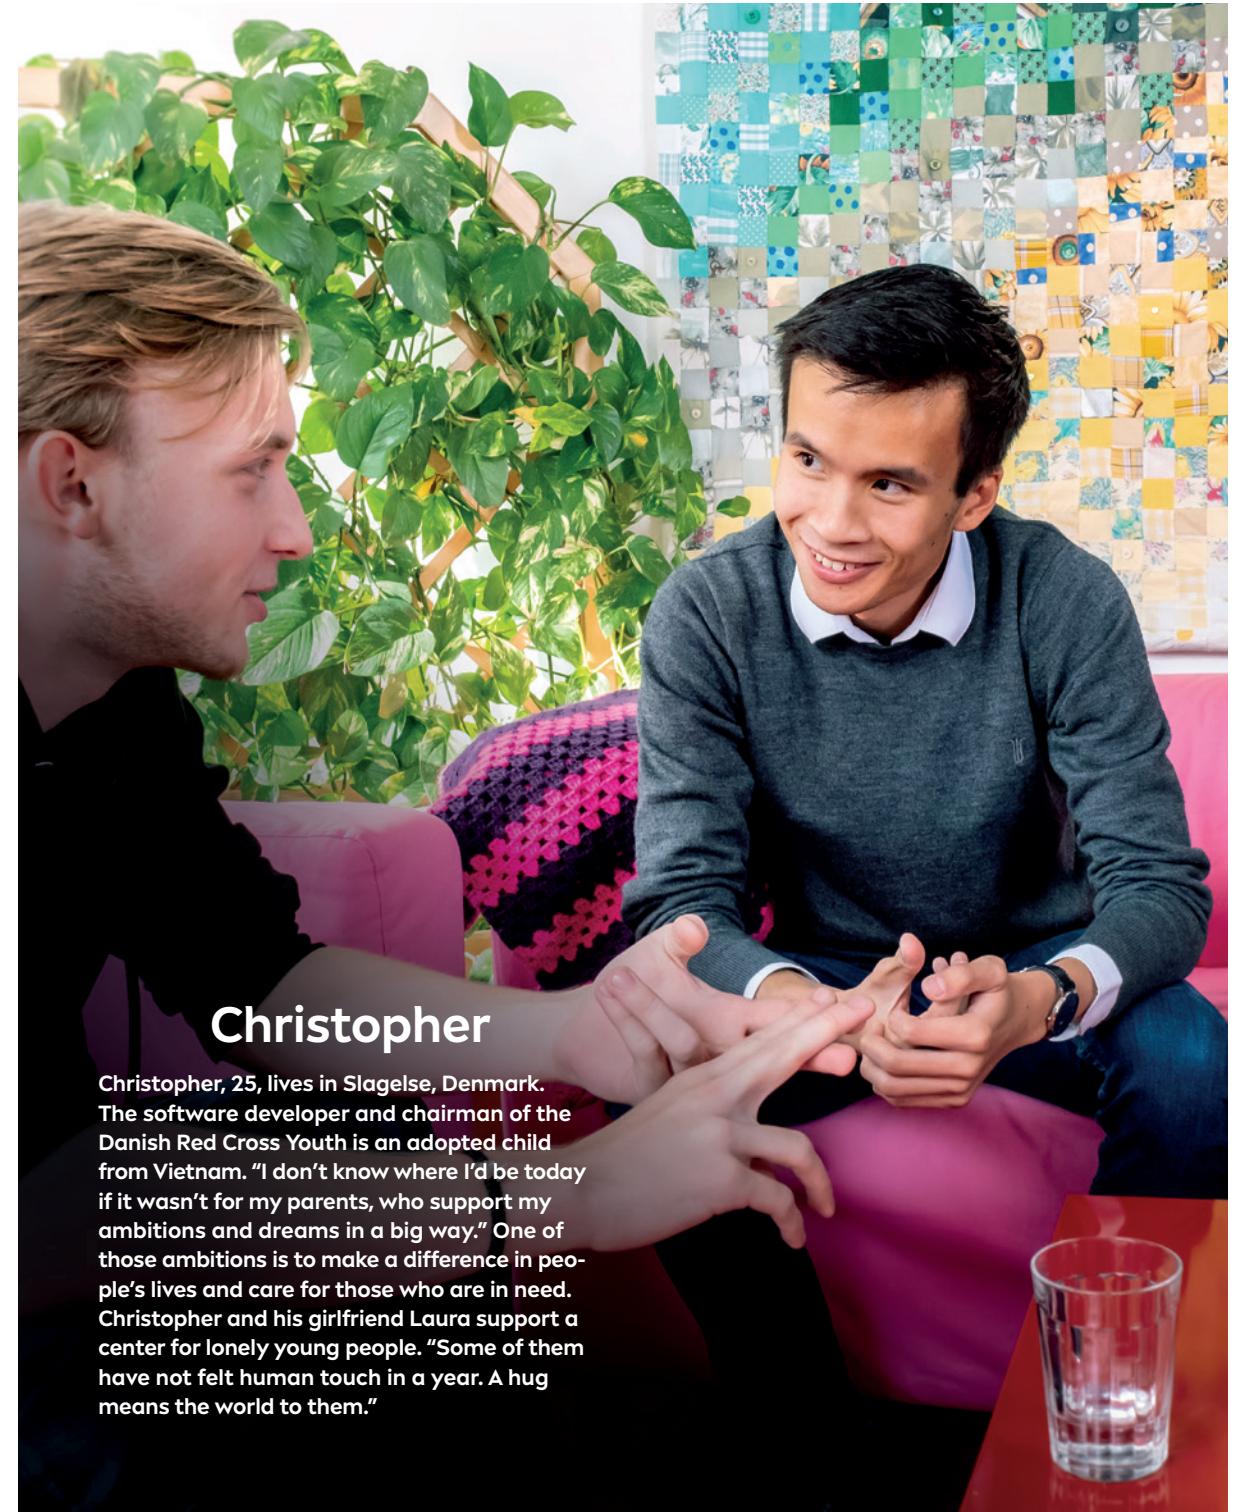 Christopher
Christopher, 25, lives in Slagelse, Denmark.
The software developer and chairman of the
Danish Red Cross Youth is an adopted child
from Vietnam. “I don’t know where I’d be today
if it wasn’t for my parents, who support my
ambitions and dreams in a big way.” One of
those ambitions is to make a difference in peo-
ple’s lives and care for those who are in need.
Christopher and his girlfriend Laura support a
center for lonely young people. “Some of them
have not felt human touch in a year. A hug
means the world to them.”